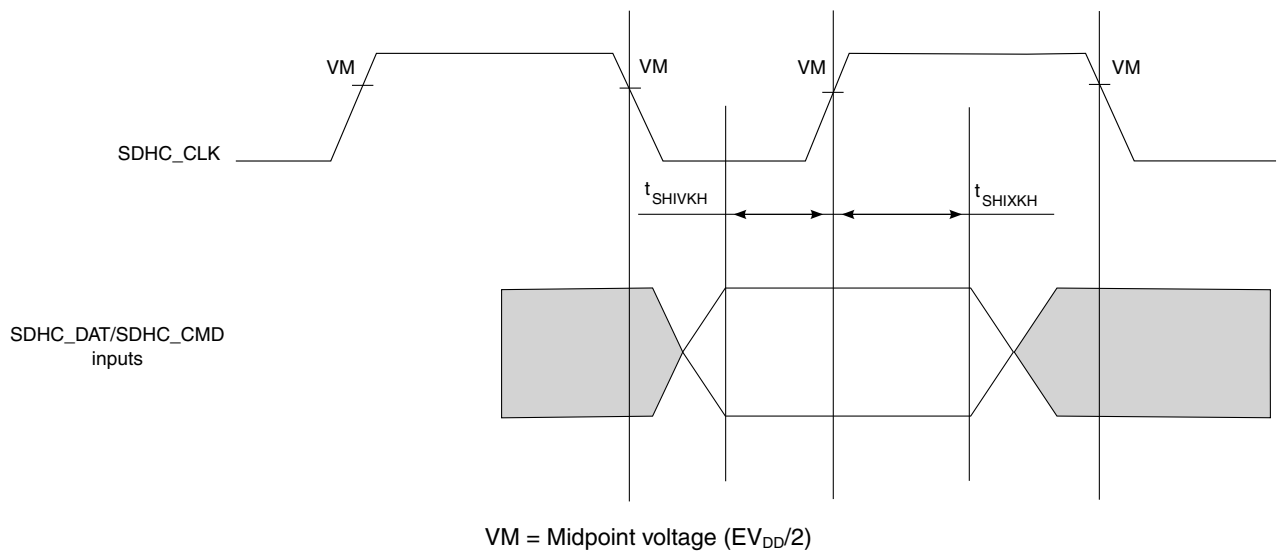 VM
VM
VM
VM
SDHC_CLK
tSHIVKH
tSHIXKH
SDHC_DAT/SDHC_CMD
inputs
VM = Midpoint voltage (EVDD/2)